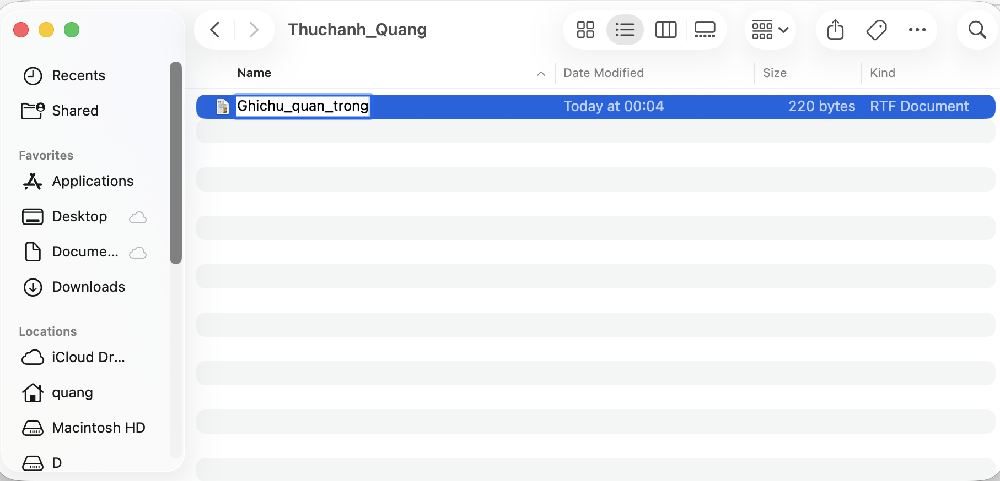 Thuchanh_Quang
Recents
Shared
Favorites
Applications
Desktop
Docume...
Downloads
Locations
iCloud Dr...
quang
Macintosh HD
D
Name Date Modified Size Kind
Ghichu_quan_trong Today at 00:04 220 bytes RTF Document